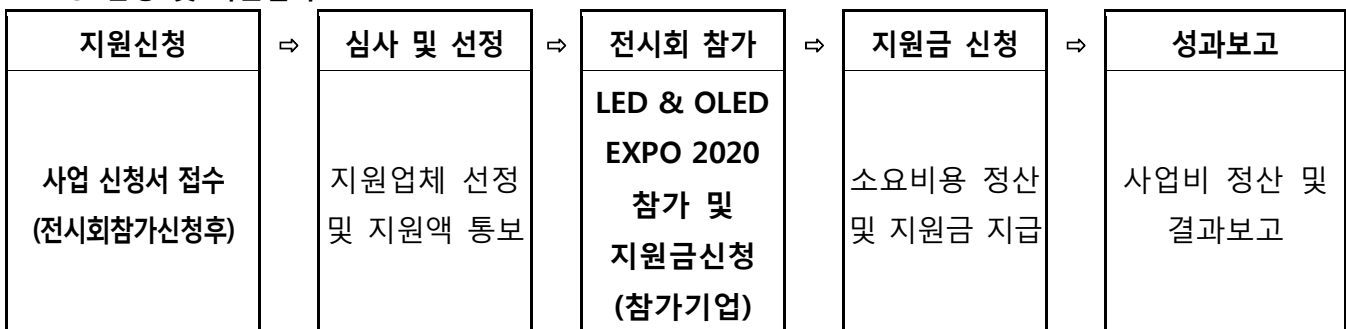 지원신청 ⇨ 심사 및 선정 ⇨ 전시회 참가 ⇨ 지원금 신청 ⇨ 성과보고
사업 신청서 접수
(전시회참가신청후)
지원업체 선정
및 지원액 통보
LED & OLED
EXPO 2020
참가 및
지원금신청
(참가기업)
소요비용 정산
및 지원금 지급
사업비 정산 및
결과보고